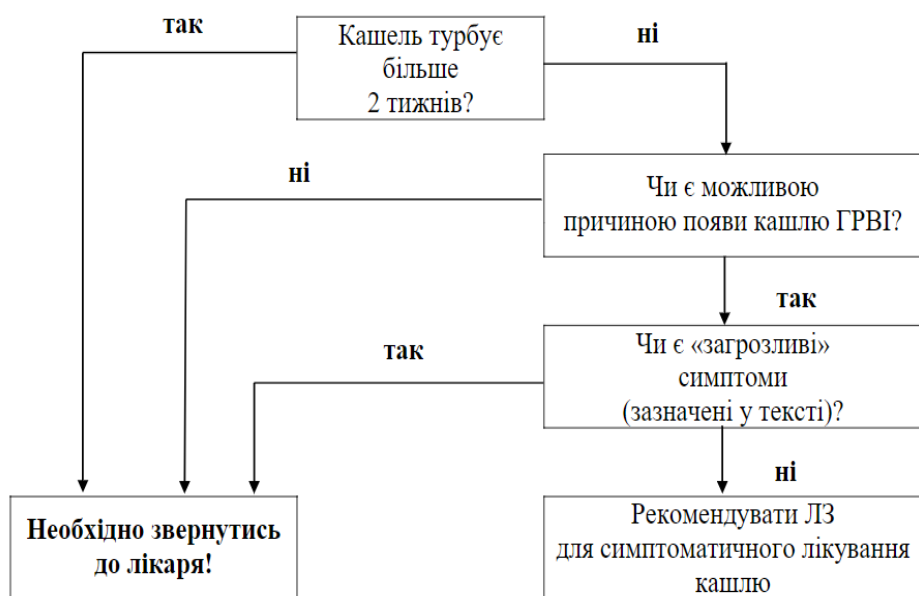 так
Кашель турбує
більше
2 тижнів?
ні
ні
Чи є можливою
причиною появи кашлю ГРВІ?
так
так
Чи є «загрозливі»
симптоми
(зазначені у тексті)?
ні
Необхідно звернутись
до лікаря!
Рекомендувати ЛЗ
для симптоматичного лікування
кашлю